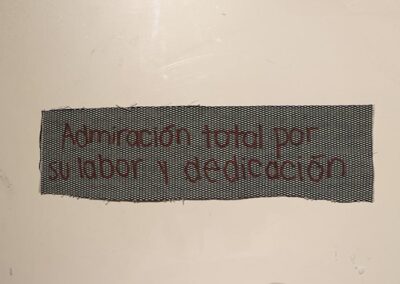 Admiración total por
su labor y dedicación